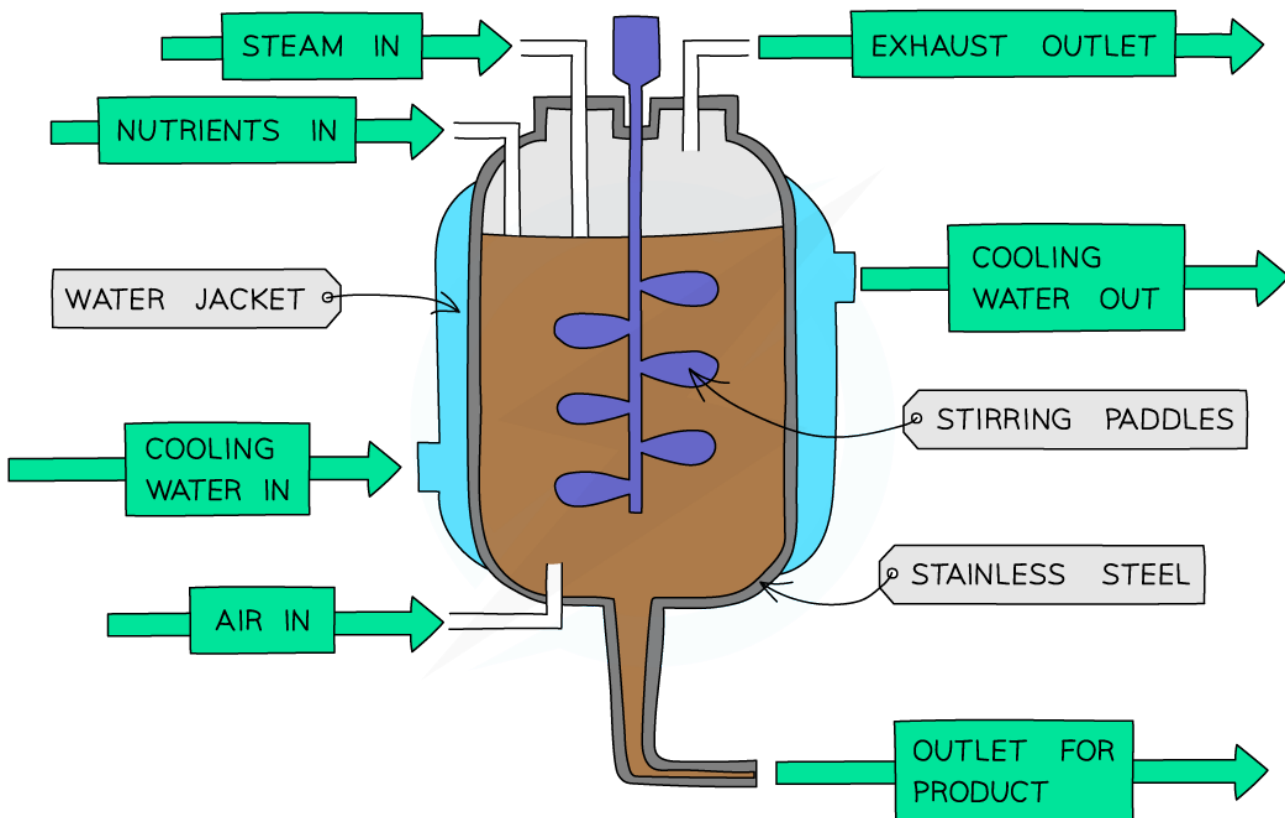 STEAM IN
EXHAUST OUTLET
NUTRIENTS IN
COOLING
WATER OUT
WATER JACKET
STIRRING PADDLES
COOLING
WATER IN
STAINLESS STEEL
AIR IN
OUTLET FOR
PRODUCT